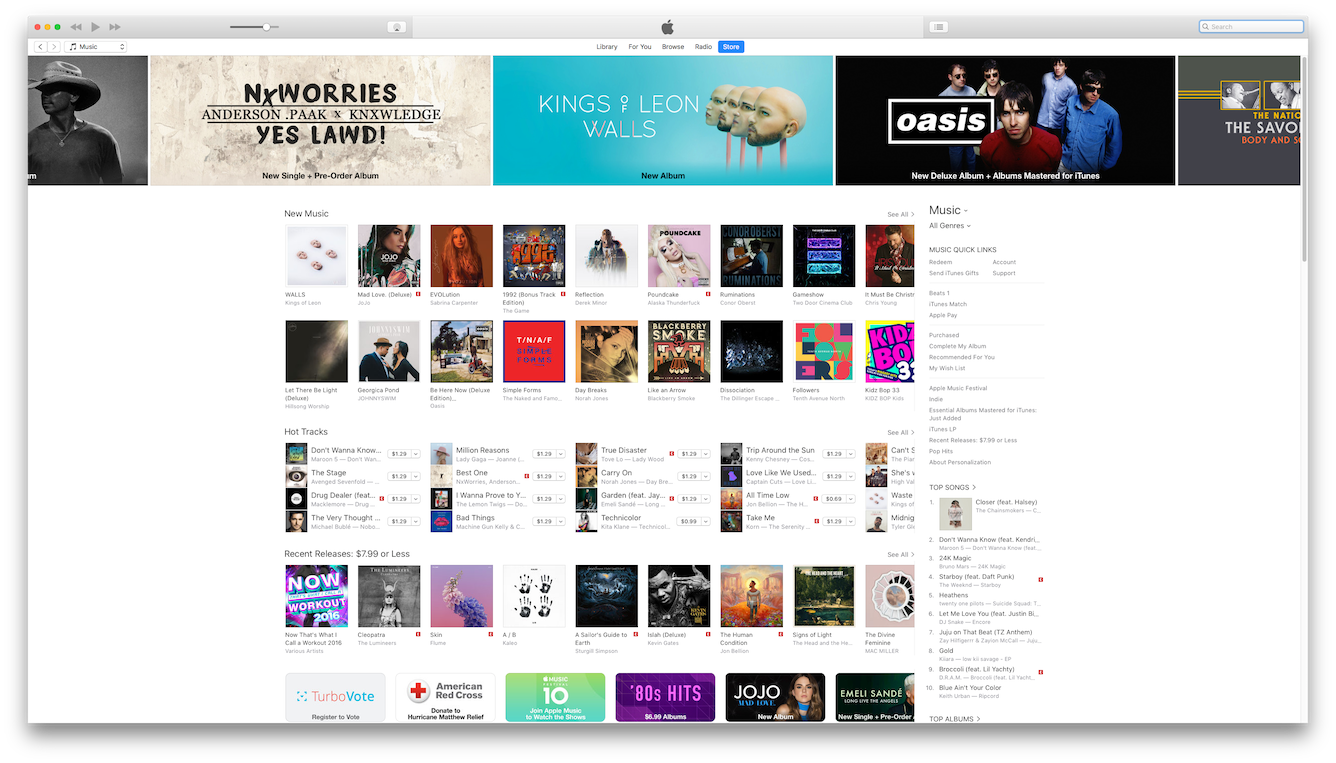 Search
Music
Library
For You
Browse
Radio
Store
um
NxWORRIES
ANDERSON .PAAK x KNXWLEDGE
YES LAWD!
New Single + Pre-Order Album
KINGS OF LEON
WALLS
New Album
oasis
New Deluxe Album + Albums Mastered for iTunes
THE NATIO
THE SAVO
BODY AND S
New Music
See All >
WALLS
Kings of Leon
Mad Love. (Deluxe)
JoJo
EVOLution
Sabrina Carpenter
1992 (Bonus Track
Edition)
The Game
Reflection
Derek Minor
Poundcake
Alaska Thunderfuck
Ruminations
Conor Oberst
Gameshow
Two Door Cinema Club
It Must Be Christm
Chris Young
Let There Be Light
(Deluxe)
Hillsong Worship
Georgica Pond
JOHNNYSWIM
Be Here Now (Deluxe
Edition)...
Oasis
Simple Forms
The Naked and Famo...
Day Breaks
Norah Jones
Like an Arrow
Blackberry Smoke
Dissociation
The Dillinger Escape...
Followers
Tenth Avenue North
Kidz Bop 33
KIDZ BOP Kids
Hot Tracks
See All >
Don't Wanna Know...
Maroon 5 — Don't Wan...
$1.29
Million Reasons
Lady Gaga — Joanne (...
$1.29
True Disaster
Tove Lo — Lady Wood
$1.29
Trip Around the Sun
Kenny Chesney — Cos...
$1.29
Can't S
The Pia
The Stage
Avenged Sevenfold — ...
$1.29
Best One
NxWorries, Anderson...
$1.29
Carry On
Norah Jones — Day Br...
$1.29
Love Like We Used...
Captain Cuts — Love Li...
$1.29
She's w
High Val
Drug Dealer (feat...
Macklemore — Drug ...
$1.29
I Wanna Prove to Y...
The Lemon Twigs — Do...
$1.29
Garden (feat. Jay...
Emeli Sandé — Long ...
$1.29
All Time Low
Jon Bellion — The H...
$0.69
Waste
Kings of
The Very Thought ...
Michael Bublé — Nobo...
$1.29
Bad Things
Machine Gun Kelly & C...
$1.29
Technicolor
Kita Klane — Technicol...
$0.99
Take Me
Korn — The Serenity ...
$1.29
Midnig
Tyler Gle
Recent Releases: $7.99 or Less
See All >
Now That's What I
Call a Workout 2016
Various Artists
Cleopatra
The Lumineers
Skin
Flume
A / B
Kaleo
A Sailor's Guide to
Earth
Sturgill Simpson
Islah (Deluxe)
Kevin Gates
The Human
Condition
Jon Bellion
Signs of Light
The Head and the He...
The Divine
Feminine
MAC MILLER
TurboVote
Register to Vote
American
Red Cross
Donate to
Hurricane Matthew Relief
MUSIC
FESTIVAL
10
Join Apple Music
to Watch the Shows
'80s HITS
$6.99 Albums
JOJO
MAD LOVE.
New Album
EMELI SANDÉ
LONG LIVE THE ANGELS
New Single + Pre-Order A
Music
All Genres
MUSIC QUICK LINKS
Redeem
Account
Send iTunes Gifts
Support
Beats 1
iTunes Match
Apple Pay
Purchased
Complete My Album
Recommended For You
My Wish List
Apple Music Festival
Indie
Essential Albums Mastered for iTunes:
Just Added
iTunes LP
Recent Releases: $7.99 or Less
Pop Hits
About Personalization
TOP SONGS >
1. Closer (feat. Halsey)
The Chainsmokers — C...
2. Don't Wanna Know (feat. Kendri...
Maroon 5 — Don't Wanna Know (feat...
3. 24K Magic
Bruno Mars — 24K Magic
4. Starboy (feat. Daft Punk)
The Weeknd — Starboy
5. Heathens
twenty one pilots — Suicide Squad: T...
6. Let Me Love You (feat. Justin Bi...
DJ Snake — Encore
7. Juju on That Beat (TZ Anthem)
Zay Hilfigerrr & Zayion McCall — Juju...
8. Gold
Kiiara — low kii savage - EP
9. Broccoli (feat. Lil Yachty)
D.R.A.M. — Broccoli (feat. Lil Yachty...
10. Blue Ain't Your Color
Keith Urban — Ripcord
TOP ALBUMS >